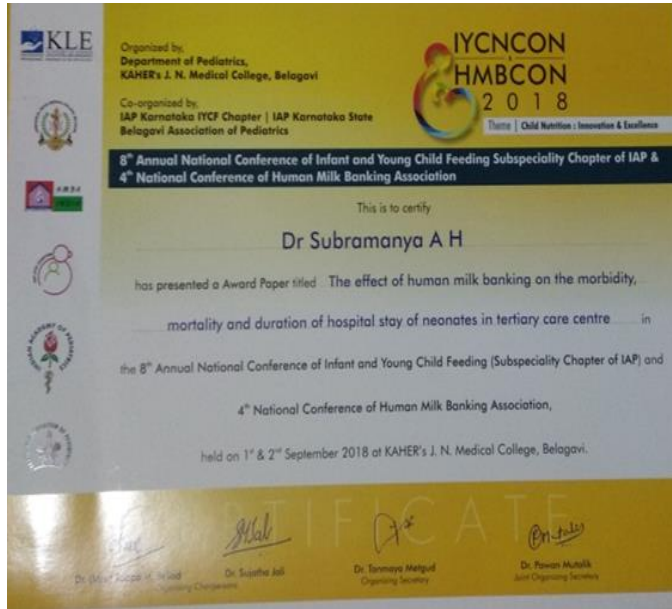 KLE
Organized by,
Department of Pediatrics,
KAHER's J. N. Medical College, Belagavi
Co-organized by,
IAP Karnataka IYCF Chapter | IAP Karnataka State
Belagavi Association of Pediatrics
IYCNCON
&
HMBCON
2018
Theme | Child Nutrition : Innovation & Excellence
8th Annual National Conference of Infant and Young Child Feeding Subspeciality Chapter of IAP &
4th National Conference of Human Milk Banking Association
This is to certify
Dr Subramanya A H
has presented a Award Paper titled The effect of human milk banking on the morbidity,
mortality and duration of hospital stay of neonates in tertiary care centre in
the 8th Annual National Conference of Infant and Young Child Feeding (Subspeciality Chapter of IAP) and
4th National Conference of Human Milk Banking Association,
held on 1st & 2nd September 2018 at KAHER's J. N. Medical College, Belagavi.
CERTIFICATE
Dr. Sujatha Jali
Dr. Tanmaya Metgud
Organising Secretary
Dr. Pawan Mutalik
Joint Organising Secretary